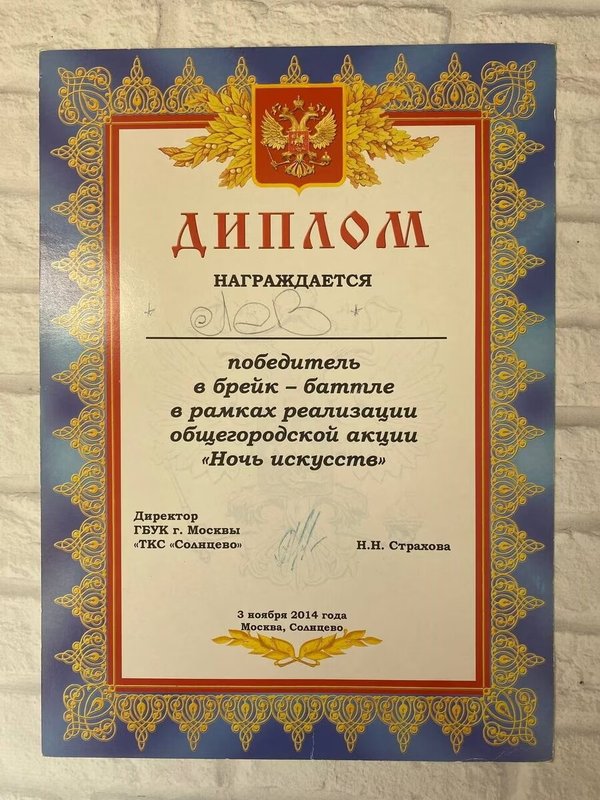 ДИПЛОМ
НАГРАЖДАЕТСЯ
Лев
победитель
в брейк – баттле
в рамках реализации
общегородской акции
«Ночь искусств»
Директор
ГБУК г. Москвы
«ТКС «Солнцево»
Н.Н. Страхова
3 ноября 2014 года
Москва, Солнцево